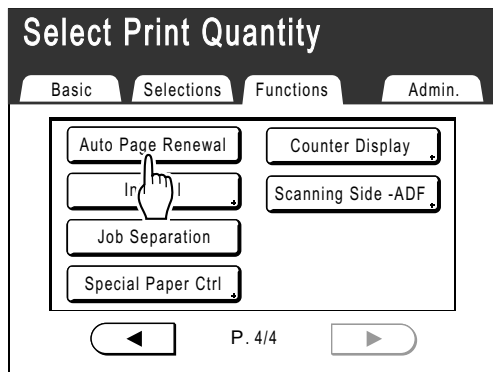 Select Print Quantity
Basic Selections Functions Admin.
Auto Page Renewal
Counter Display
Scanning Side -ADF
Job Separation
Special Paper Ctrl
P. 4/4